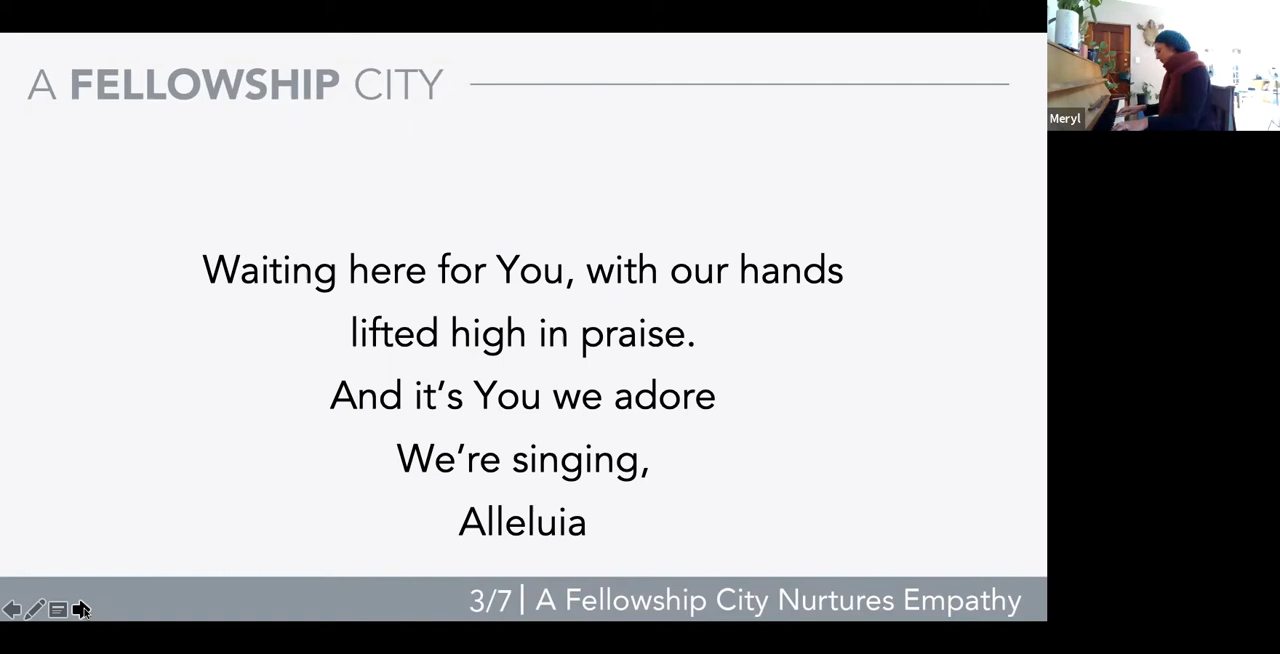 A FELLOWSHIP CITY
Meryl
Waiting here for You, with our hands
lifted high in praise.
And it’s You we adore
We’re singing,
Alleluia
3/7| A Fellowship City Nurtures Empathy